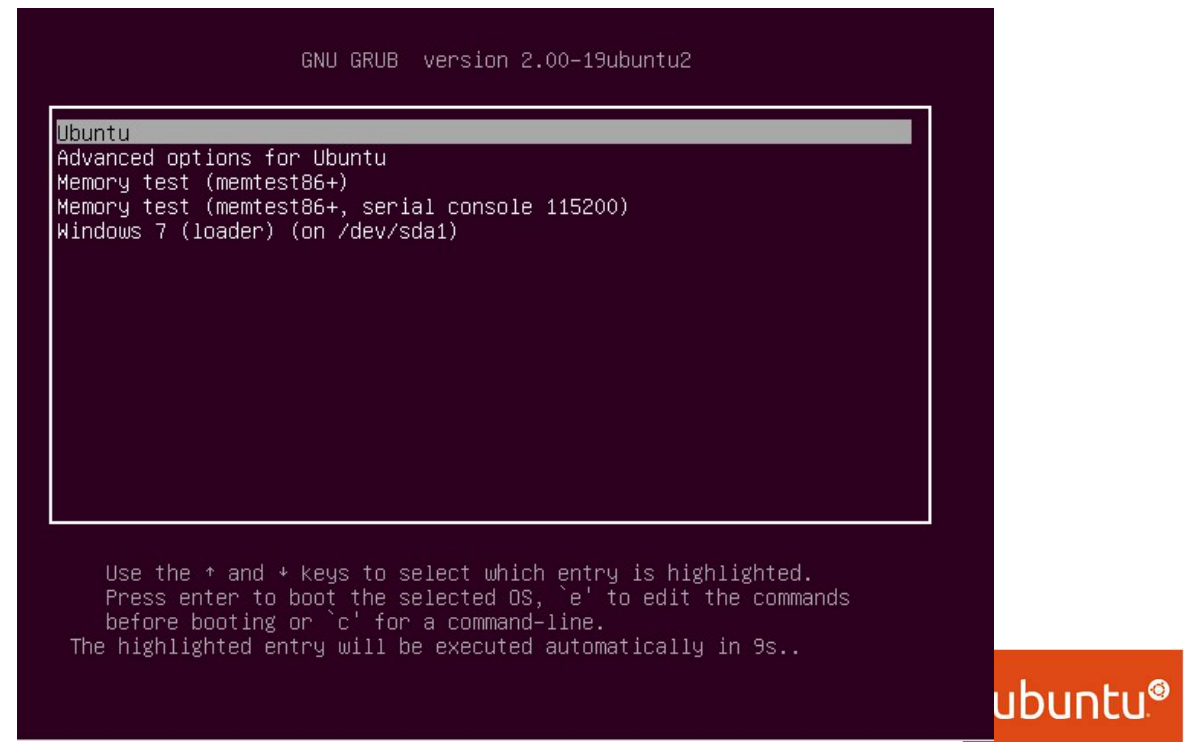 GNU GRUB  version 2.00-19ubuntu2
Ubuntu
Advanced options for Ubuntu
Memory test (memtest86+)
Memory test (memtest86+, serial console 115200)
Windows 7 (loader) (on /dev/sda1)
Use the ↑ and ↓ keys to select which entry is highlighted.
Press enter to boot the selected OS, `e' to edit the commands
before booting or `c' for a command-line.
The highlighted entry will be executed automatically in 9s..
ubuntu®